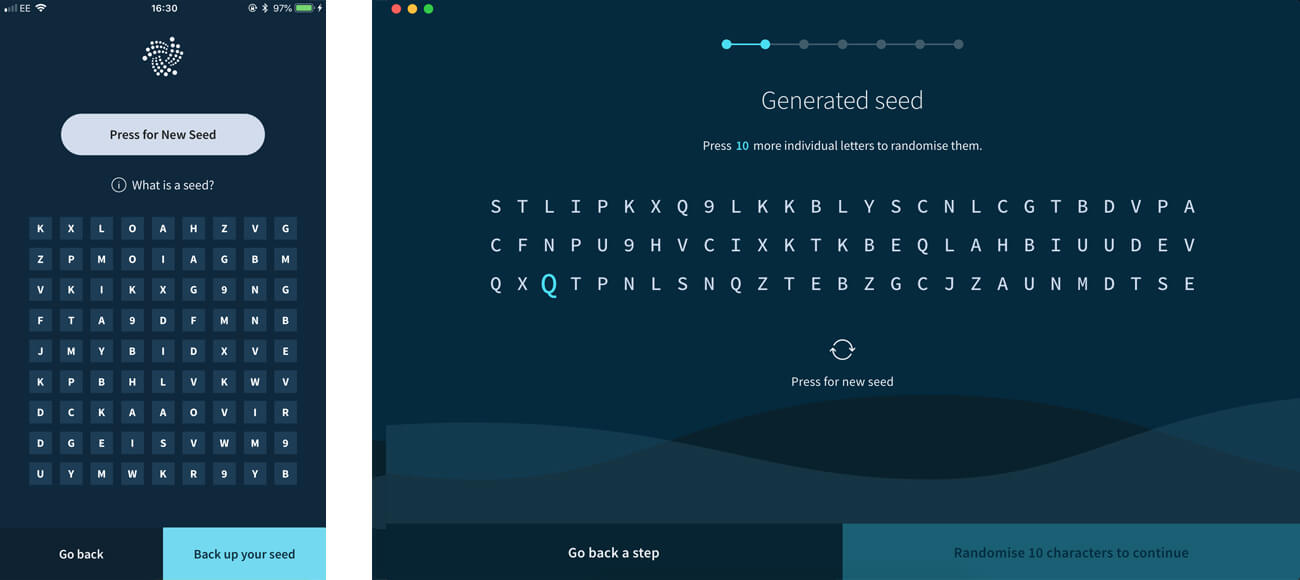 EE 16:30 97%
Press for New Seed
What is a seed?
K X L O A H Z V G
Z P M O I A G B M
V K I K X G 9 N G
F T A 9 D F M N B
J M Y B I D X V E
K P B H L V K W V
D C K A A O V I R
D G E I S V W M 9
U Y M W K R 9 Y B
Go back
Back up your seed
Generated seed
Press 10 more individual letters to randomise them.
S T L I P K X Q 9 L K K B L Y S C N L C G T B D V P A
C F N P U 9 H V C I X K T K B E Q L A H B I U U D E V
Q X Q T P N L S N Q Z T E B Z G C J Z A U N M D T S E
Press for new seed
Go back a step
Randomise 10 characters to continue